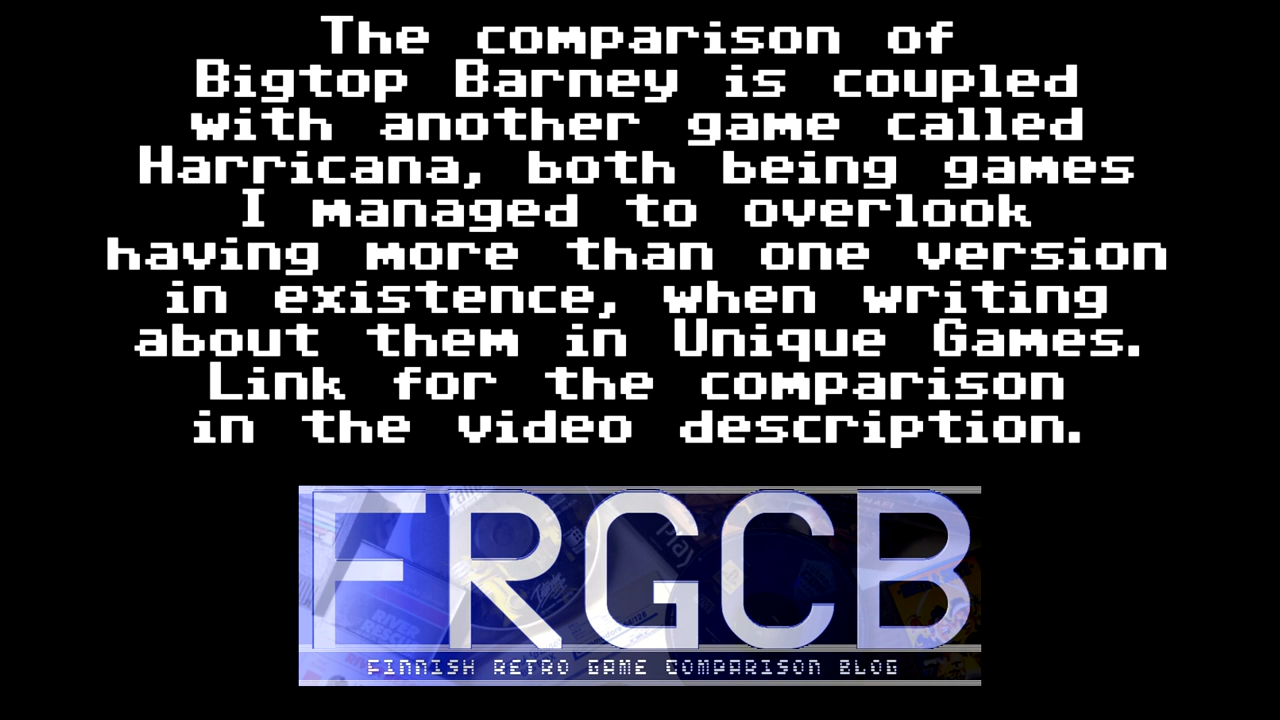 The comparison of
Bigtop Barney is coupled
with another game called
Harricana, both being games
I managed to overlook
having more than one version
in existence, when writing
about them in Unique Games.
Link for the comparison
in the video description.
FRGCB
FINNISH RETRO GAME COMPARISON BLOG